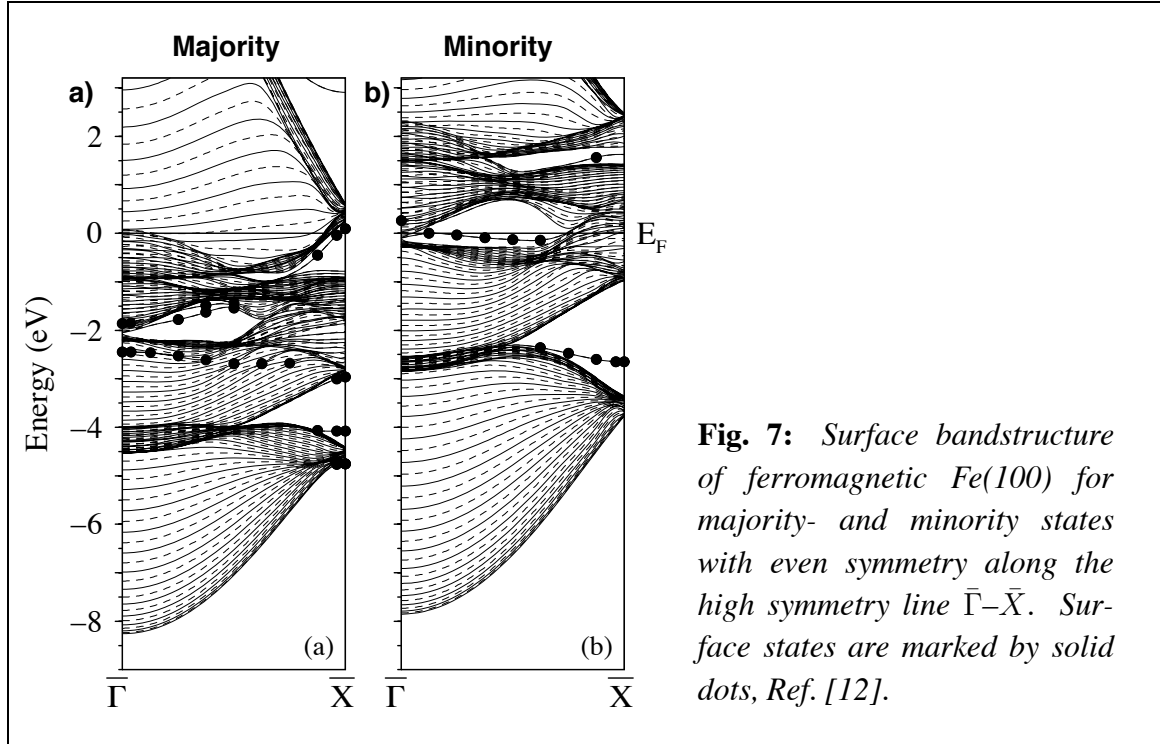 Majority
Minority
a)
b)
2
0
−2
−4
−6
−8
Energy (eV)
E_F
(a)
(b)
Γ̄
X̄
Γ̄
X̄
Fig. 7: Surface bandstructure
of ferromagnetic Fe(100) for
majority- and minority states
with even symmetry along the
high symmetry line Γ̄–X̄. Sur-
face states are marked by solid
dots, Ref. [12].